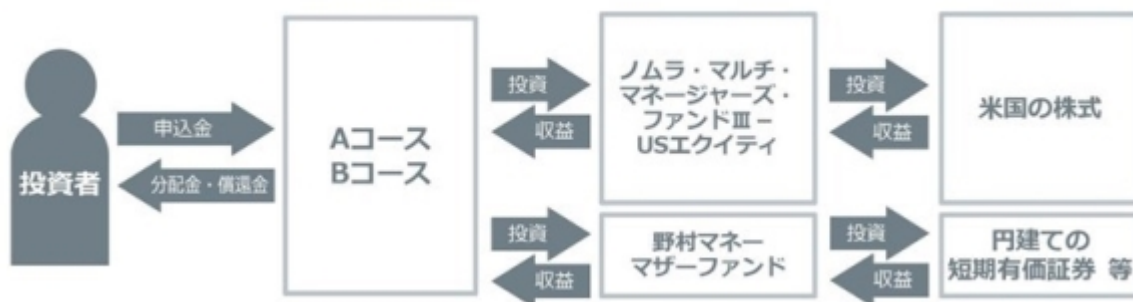 投資者
申込金
分配金・償還金
Aコース
Bコース
投資
収益
ノムラ・マルチ・
マネージャーズ・
ファンドⅢ－
USエクイティ
投資
収益
米国の株式
投資
収益
野村マネー
マザーファンド
投資
収益
円建ての
短期有価証券 等